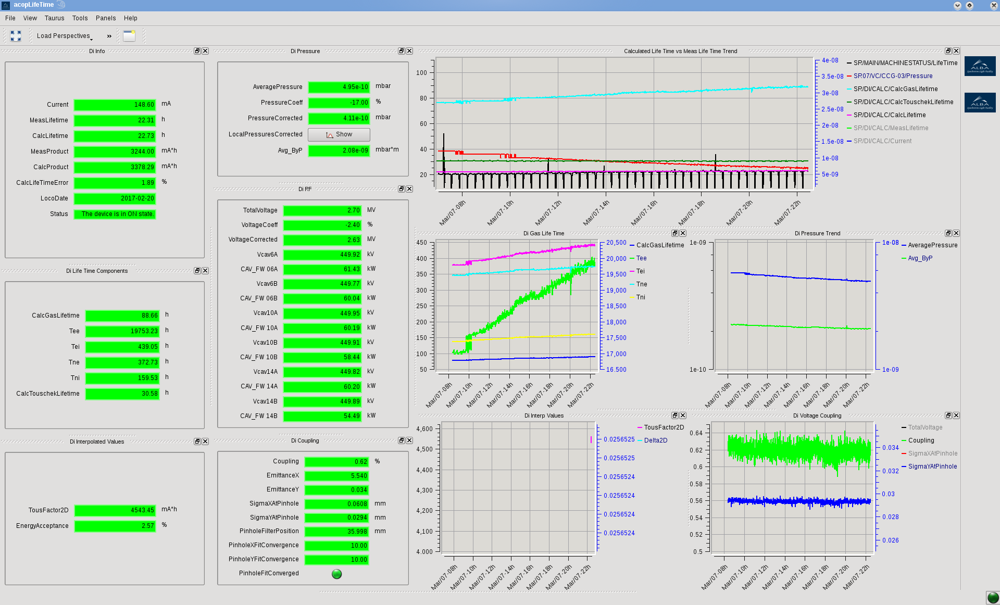 acopLifeTime
File View Taurus Tools Panels Help
Load Perspectives »
Di Info
Current 148.60 mA
MeasLifetime 22.31 h
CalcLifetime 22.73 h
MeasProduct 3244.00 mA*h
CalcProduct 3378.29 mA*h
CalcLifeTimeError 1.89 %
LocoDate 2017-02-20
Status The device is in ON state.
Di Life Time Components
CalcGasLifetime 88.66 h
Tee 19753.23 h
Tei 439.05 h
Tne 372.73 h
Tni 159.53 h
CalcTouschekLifetime 30.58 h
Di Interpolated Values
TousFactor2D 4543.45 mA*h
EnergyAcceptance 2.57 %
Di Pressure
AveragePressure 4.95e-10 mbar
PressureCoeff -17.00 %
PressureCorrected 4.11e-10 mbar
LocalPressuresCorrected Show
Avg_ByP 2.08e-09 mbar*m
Di RF
TotalVoltage 2.70 MV
VoltageCoeff -2.40 %
VoltageCorrected 2.63 MV
Vcav6A 449.92 kV
CAV_FW 06A 61.43 kW
Vcav6B 449.77 kV
CAV_FW 06B 60.04 kW
Vcav10A 449.95 kV
CAV_FW 10A 60.19 kW
Vcav10B 449.91 kV
CAV_FW 10B 58.44 kW
Vcav14A 449.82 kV
CAV_FW 14A 60.20 kW
Vcav14B 449.89 kV
CAV_FW 14B 54.49 kW
Di Coupling
Coupling 0.62 %
EmittanceX 5.540
EmittanceY 0.034
SigmaXAtPinhole 0.0608 mm
SigmaYAtPinhole 0.0294 mm
PinholeFilterPosition 35.998 mm
PinholeXFitConvergence 10.00
PinholeYFitConvergence 10.00
PinholeFitConverged
Calculated Life Time vs Meas Life Time Trend
100
80
60
40
20
4e-08
3.5e-08
3e-08
2.5e-08
2e-08
1.5e-08
1e-08
5e-09
Mar/07-08h Mar/07-10h Mar/07-12h Mar/07-14h Mar/07-16h Mar/07-18h Mar/07-20h Mar/07-22h
SR/MAIN/MACHINESTATUS/LifeTime
SR07/VC/CCG-03/Pressure
SR/DI/CALC/CalcGasLifetime
SR/DI/CALC/CalcTouschekLifetime
SR/DI/CALC/CalcLifetime
SR/DI/CALC/MeasLifetime
SR/DI/CALC/Current
ALBA
Synchrotron Light Facility
ALBA
Synchrotron Light Facility
Di Gas Life Time
450
400
350
300
250
200
150
100
50
20,500
20,000
19,500
19,000
18,500
18,000
17,500
17,000
16.500
Mar/07-08h Mar/07-10h Mar/07-12h Mar/07-14h Mar/07-16h Mar/07-18h Mar/07-20h Mar/07-22h
CalcGasLifetime
Tee
Tei
Tne
Tni
Di Pressure Trend
1e-09
1e-10
1e-08
1e-09
Mar/07-08h Mar/07-10h Mar/07-12h Mar/07-14h Mar/07-16h Mar/07-18h Mar/07-20h Mar/07-22h
AveragePressure
Avg_ByP
Di Interp Values
4,600
4,500
4,400
4,300
4,200
4,100
4.000
0.0256525
0.0256525
0.0256524
0.0256524
0.0256524
0.0256524
Mar/07-08h Mar/07-10h Mar/07-12h Mar/07-14h Mar/07-16h Mar/07-18h Mar/07-20h Mar/07-22h
TousFactor2D
Delta2D
Di Voltage Coupling
0.64
0.62
0.6
0.58
0.56
0.54
0.52
0.5
0.034
0.032
0.03
0.028
0.026
Mar/07-08h Mar/07-10h Mar/07-12h Mar/07-14h Mar/07-16h Mar/07-18h Mar/07-20h Mar/07-22h
TotalVoltage
Coupling
SigmaXAtPinhole
SigmaYAtPinhole